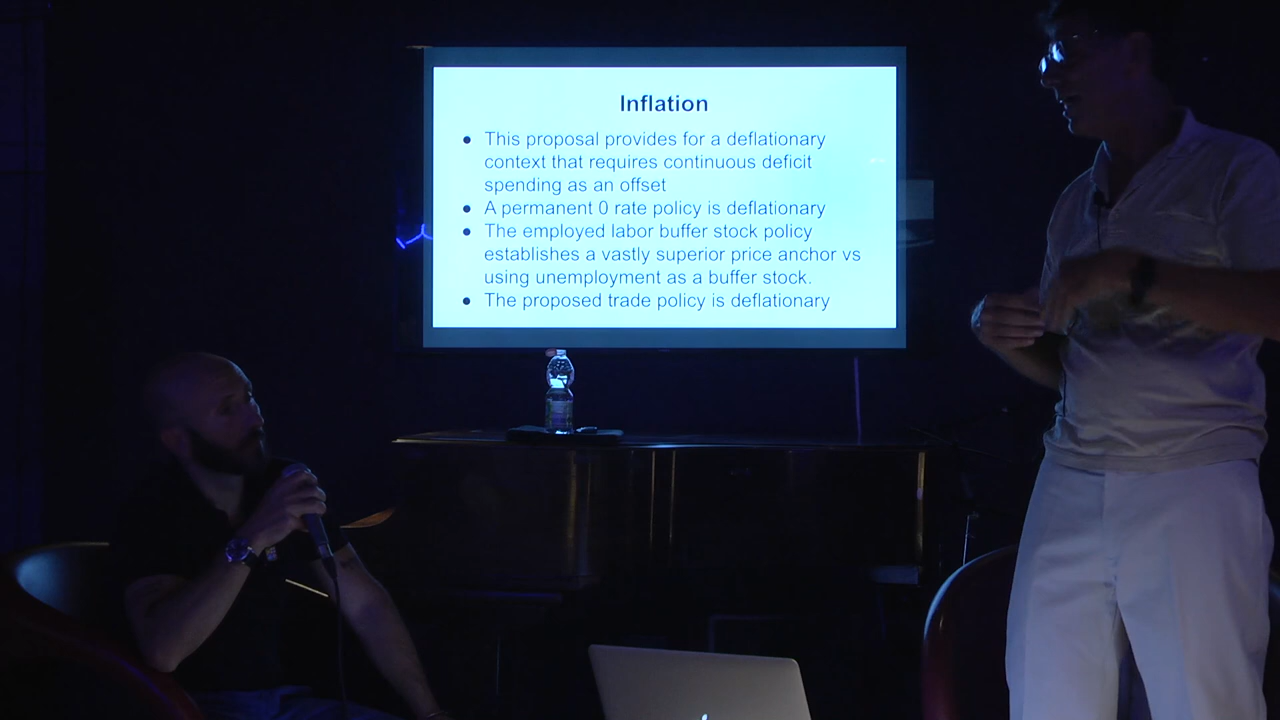 Inflation
● This proposal provides for a deflationary
context that requires continuous deficit
spending as an offset
● A permanent 0 rate policy is deflationary
● The employed labor buffer stock policy
establishes a vastly superior price anchor vs
using unemployment as a buffer stock.
● The proposed trade policy is deflationary